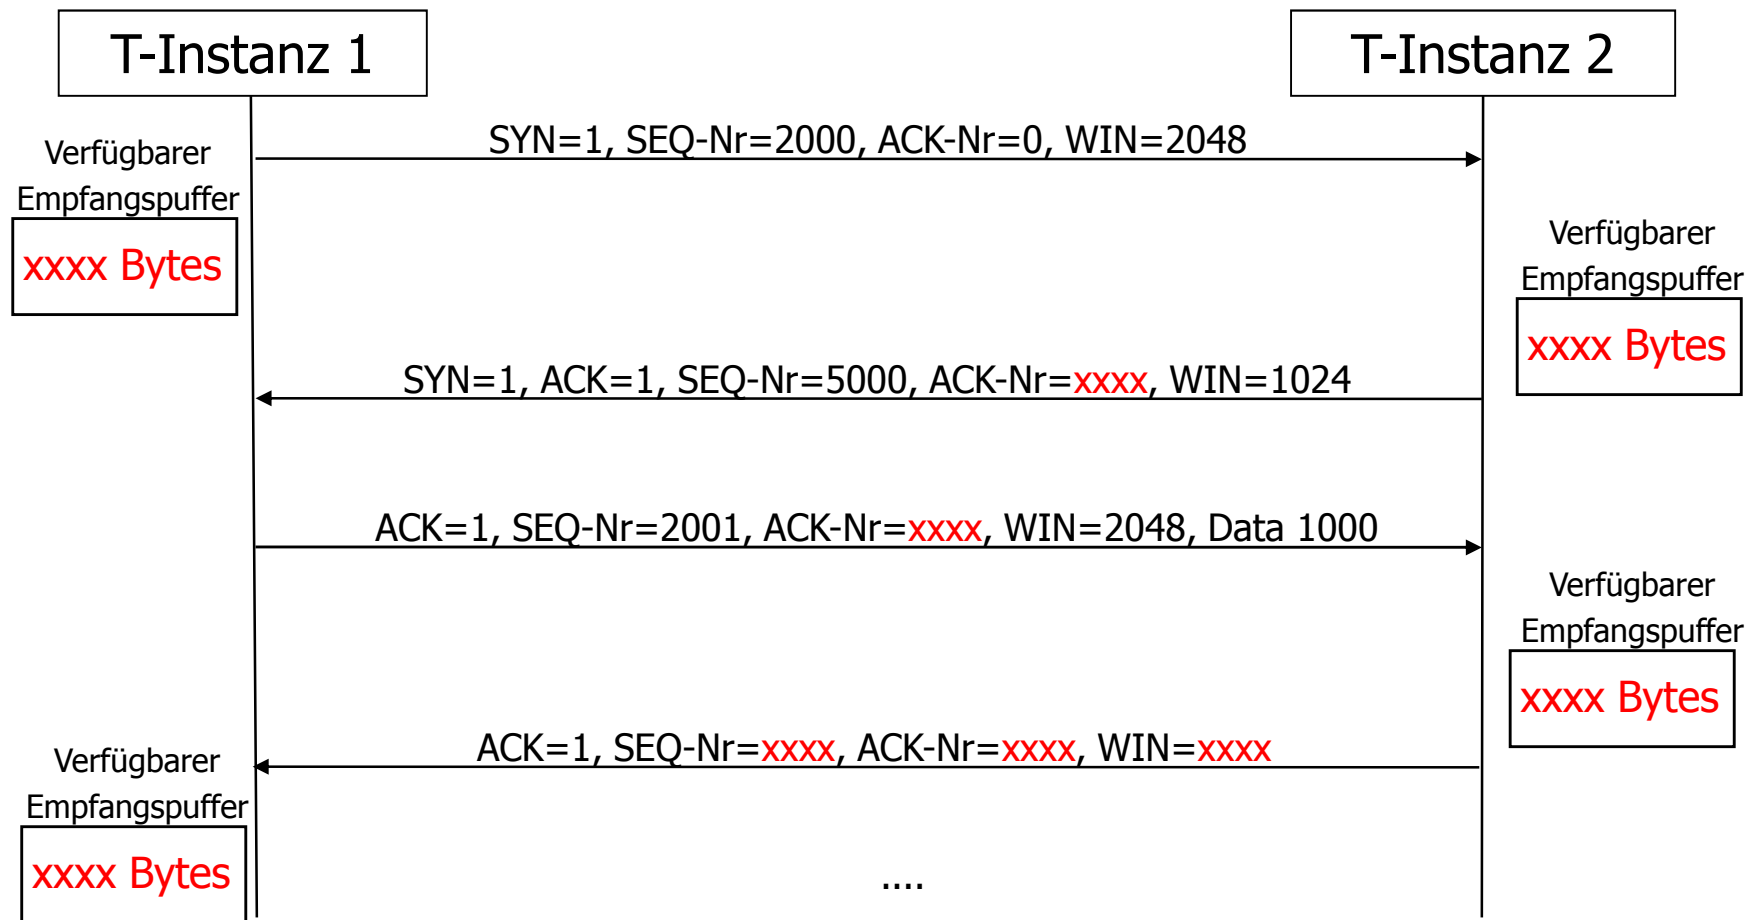 T-Instanz 1
T-Instanz 2
SYN=1, SEQ-Nr=2000, ACK-Nr=0, WIN=2048
Verfügbarer
Empfangspuffer
xxxx Bytes
Verfügbarer
Empfangspuffer
xxxx Bytes
SYN=1, ACK=1, SEQ-Nr=5000, ACK-Nr=xxxx, WIN=1024
ACK=1, SEQ-Nr=2001, ACK-Nr=xxxx, WIN=2048, Data 1000
Verfügbarer
Empfangspuffer
xxxx Bytes
ACK=1, SEQ-Nr=xxxx, ACK-Nr=xxxx, WIN=xxxx
Verfügbarer
Empfangspuffer
xxxx Bytes
....